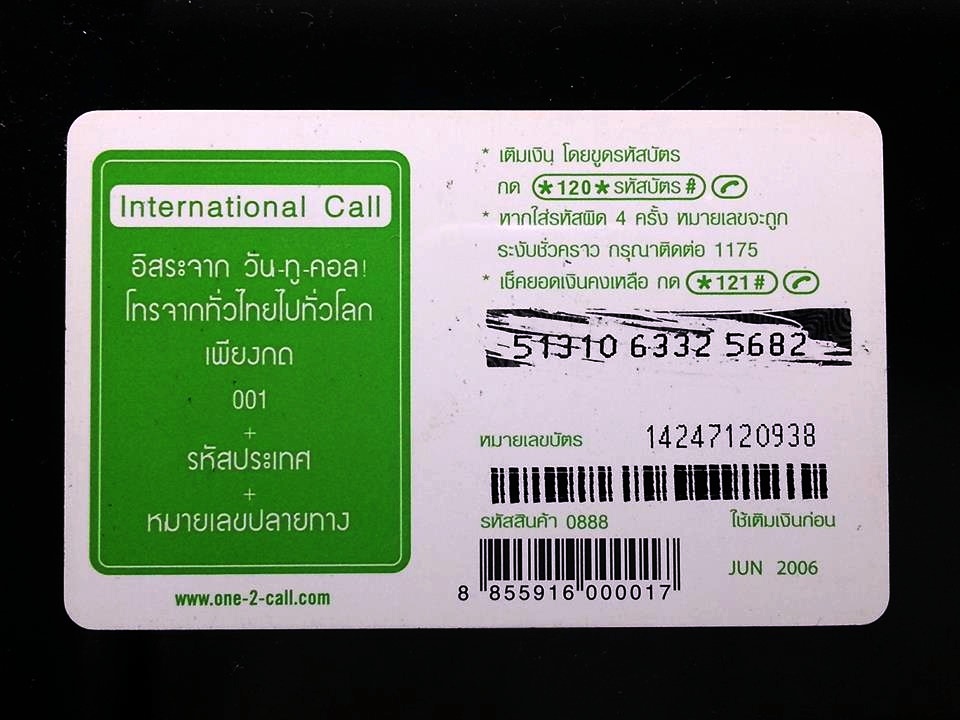 International Call
อิสระจาก วัน-ทู-คอล!
โทรจากทั่วไทยไปทั่วโลก
เพียงกด
001
+
รหัสประเทศ
+
หมายเลขปลายทาง
www.one-2-call.com
* เติมเงิน โดยขูดรหัสบัตร
กด *120*รหัสบัตร#
* หากใส่รหัสผิด 4 ครั้ง หมายเลขจะถูก
ระงับชั่วคราว กรุณาติดต่อ 1175
* เช็คยอดเงินคงเหลือ กด *121#
51310 6332 5682
หมายเลขบัตร 14247120938
รหัสสินค้า 0888 ใช้เติมเงินก่อน
JUN 2006
8 855916 000017